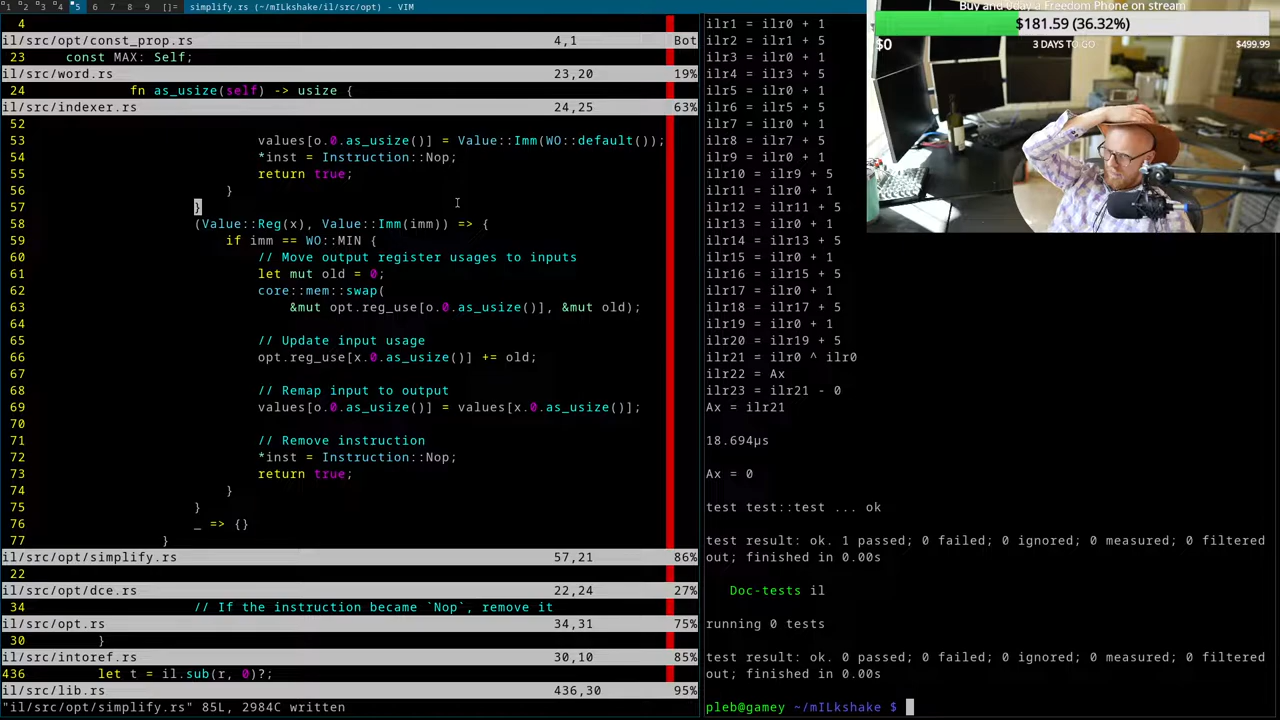 1 2 3 4 5 6 7 8 9 []= simplify.rs (~/mILkshake/il/src/opt) - VIM
4
il/src/opt/const_prop.rs 4,1 Bot
23 const MAX: Self;
il/src/word.rs 23,20 19%
24 fn as_usize(self) -> usize {
il/src/indexer.rs 24,25 63%
52
53 values[o.0.as_usize()] = Value::Imm(WO::default());
54 *inst = Instruction::Nop;
55 return true;
56 }
57 }
58 (Value::Reg(x), Value::Imm(imm)) => {
59 if imm == WO::MIN {
60 // Move output register usages to inputs
61 let mut old = 0;
62 core::mem::swap(
63 &mut opt.reg_use[o.0.as_usize()], &mut old);
64
65 // Update input usage
66 opt.reg_use[x.0.as_usize()] += old;
67
68 // Remap input to output
69 values[o.0.as_usize()] = values[x.0.as_usize()];
70
71 // Remove instruction
72 *inst = Instruction::Nop;
73 return true;
74 }
75 }
76 _ => {}
77 }
il/src/opt/simplify.rs 57,21 86%
22
il/src/opt/dce.rs 22,24 27%
34 // If the instruction became `Nop`, remove it
il/src/opt.rs 34,31 75%
30 }
il/src/intoref.rs 30,10 85%
436 let t = il.sub(r, 0)?;
il/src/lib.rs 436,30 95%
"il/src/opt/simplify.rs" 85L, 2984C written
ilr1 = ilr0 + 1
ilr2 = ilr1 + 5
ilr3 = ilr0 + 1
ilr4 = ilr3 + 5
ilr5 = ilr0 + 1
ilr6 = ilr5 + 5
ilr7 = ilr0 + 1
ilr8 = ilr7 + 5
ilr9 = ilr0 + 1
ilr10 = ilr9 + 5
ilr11 = ilr0 + 1
ilr12 = ilr11 + 5
ilr13 = ilr0 + 1
ilr14 = ilr13 + 5
ilr15 = ilr0 + 1
ilr16 = ilr15 + 5
ilr17 = ilr0 + 1
ilr18 = ilr17 + 5
ilr19 = ilr0 + 1
ilr20 = ilr19 + 5
ilr21 = ilr0 ^ ilr0
ilr22 = Ax
ilr23 = ilr21 - 0
Ax = ilr21
18.694µs
Ax = 0
test test::test ... ok
test result: ok. 1 passed; 0 failed; 0 ignored; 0 measured; 0 filtered
out; finished in 0.00s
Doc-tests il
running 0 tests
test result: ok. 0 passed; 0 failed; 0 ignored; 0 measured; 0 filtered
out; finished in 0.00s
pleb@gamey ~/mILkshake $
Buy and 0day a Freedom Phone on stream
$181.59 (36.32%)
$0 3 DAYS TO GO $499.99